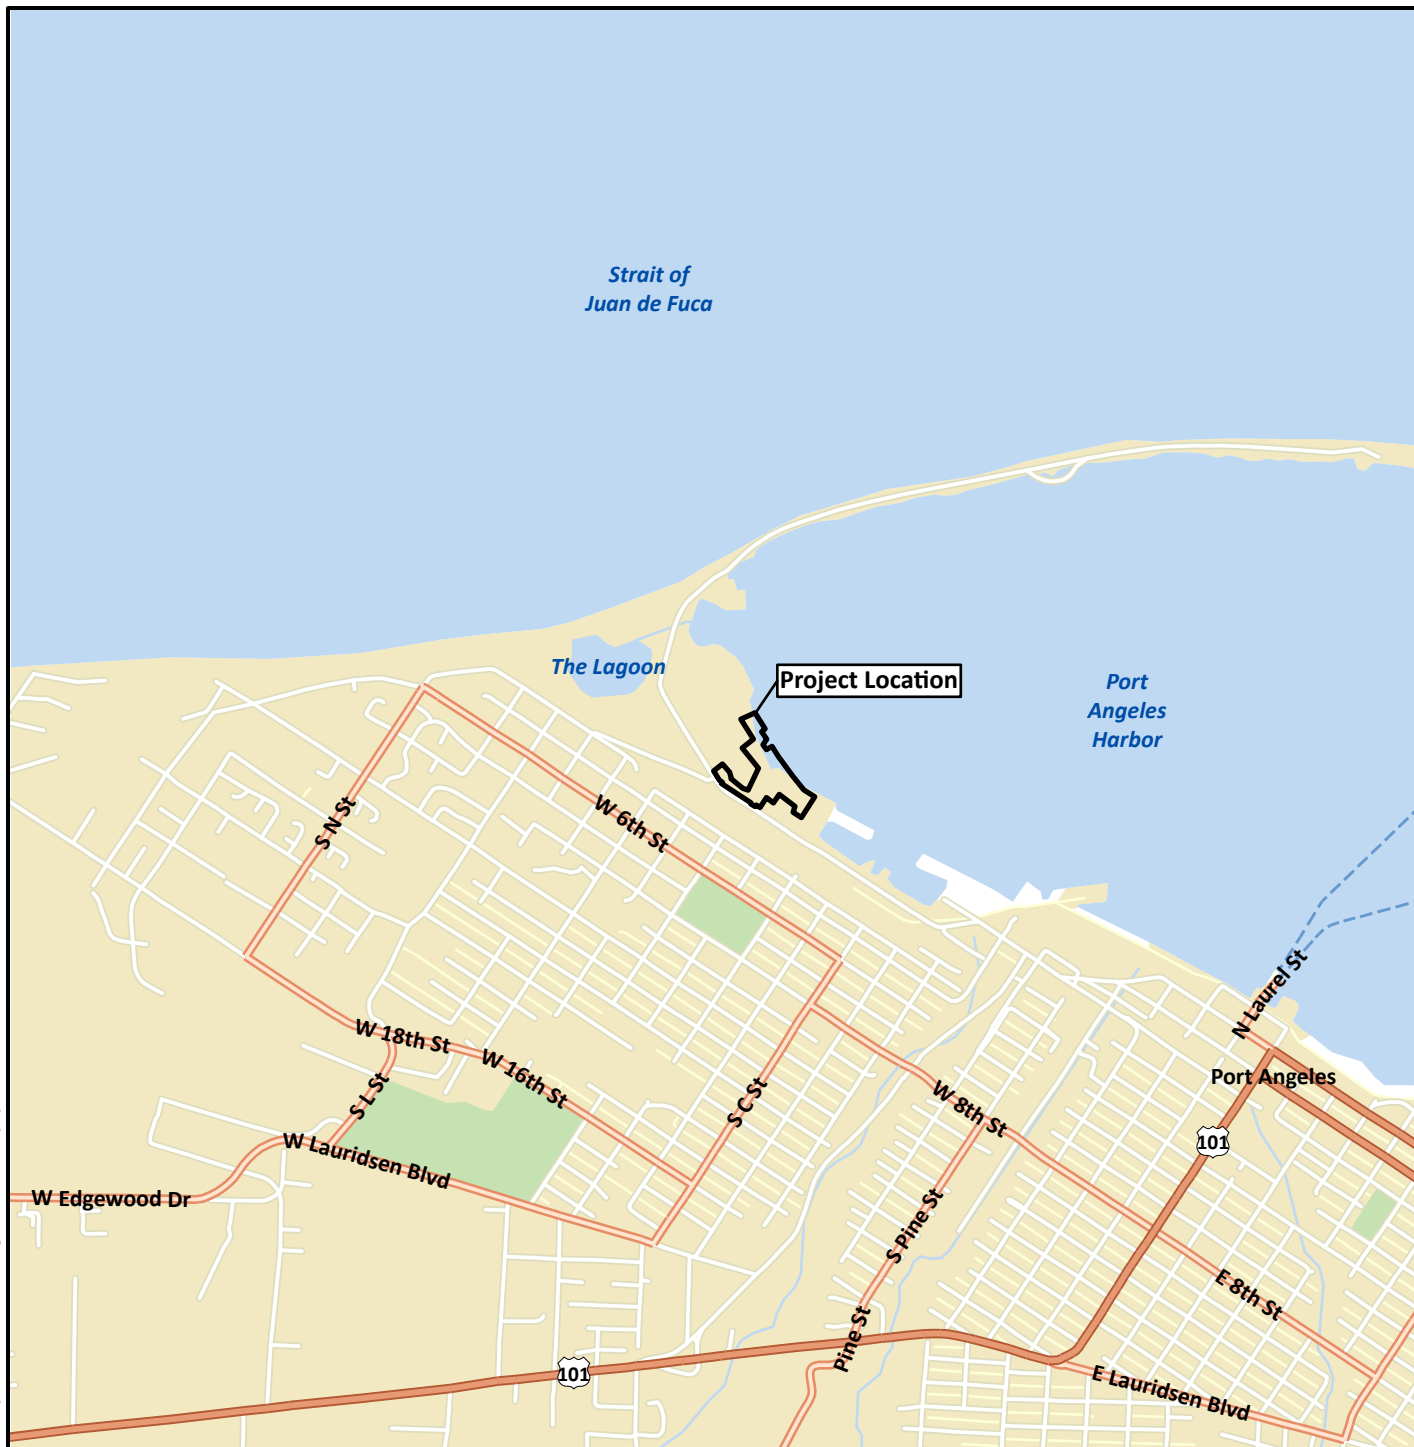 Strait of
Juan de Fuca
The Lagoon
Project Location
Port
Angeles
Harbor
S N St
W 6th St
N Laurel St
W 18th St
W 16th St
Port Angeles
S L St
S C St
W 8th St
101
W Lauridsen Blvd
W Edgewood Dr
S Pine St
E 8th St
Pine St
101
E Lauridsen Blvd